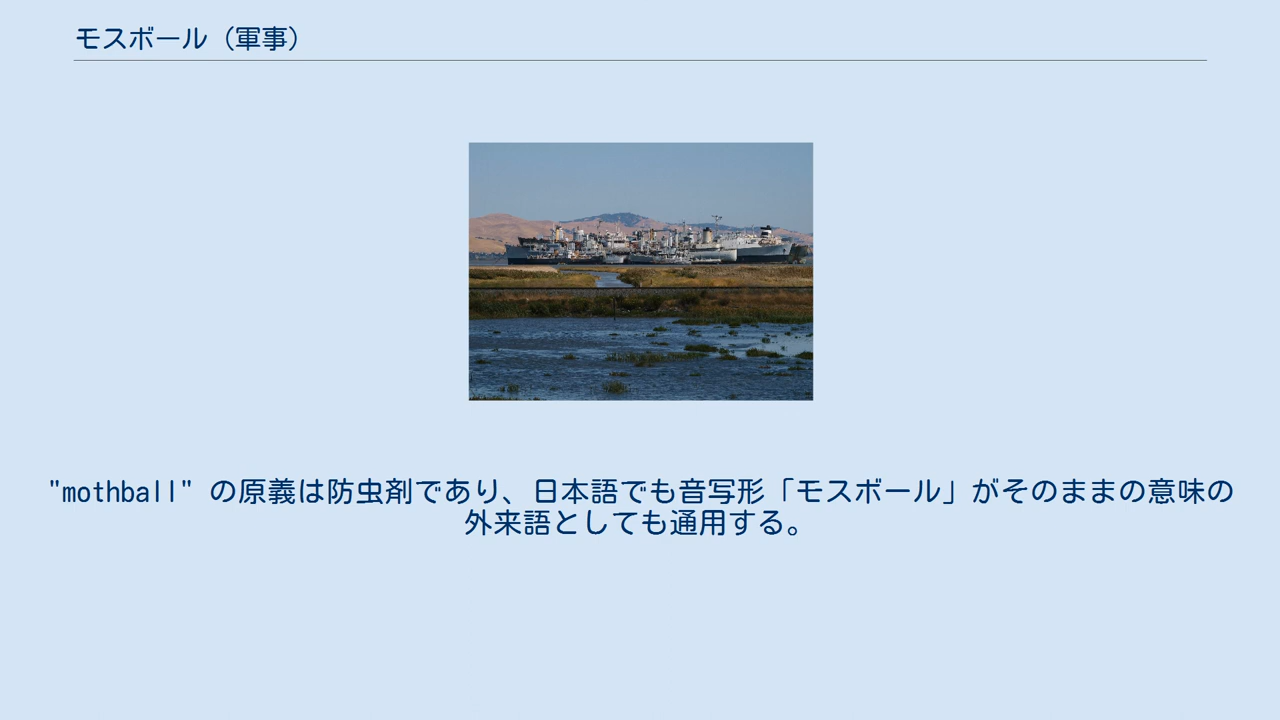 モスボール（軍事）
"mothball" の原義は防虫剤であり、日本語でも音写形「モスボール」がそのままの意味の
外来語としても通用する。